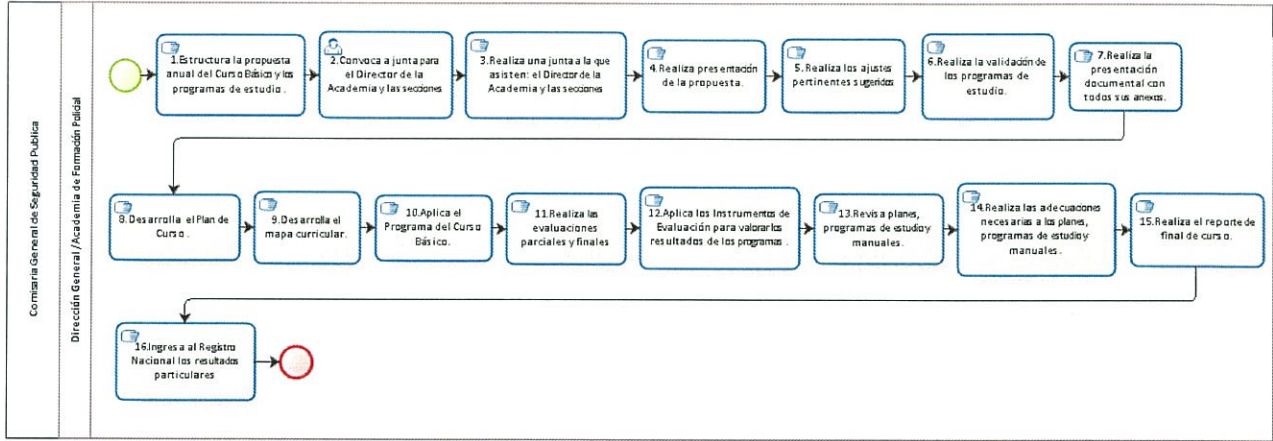 Comisaria General de Seguridad Publica
Dirección General / Academia de Formación Policial
1.Estructura la propuesta
anual del Curso Básico y los
programas de estudio.
2.Convoca a junta para
el Director de la
Academia y las secciones
3.Realiza una junta a la que
asisten: el Director de la
Academia y las secciones
4.Realiza presentación
de la propuesta.
5.Realiza los ajustes
pertinentes sugeridos
6.Realiza la validación de
los programas de
estudio.
7.Realiza la
presentación
documental con
todos sus anexos.
8.Desarrolla el Plan de
Curso.
9.Desarrolla el
mapa curricular.
10.Aplica el
Programa del Curso
Básico.
11.Realiza las
evaluaciones
parciales y finales
12.Aplica los Instrumentos de
Evaluación para valorar los
resultados de los programas.
13.Revisa planes,
programas de estudio y
manuales.
14.Realiza las adecuaciones
necesarias a los planes,
programas de estudio y
manuales.
15.Realiza el reporte de
final de curso.
16.Ingresa al Registro
Nacional los resultados
particulares